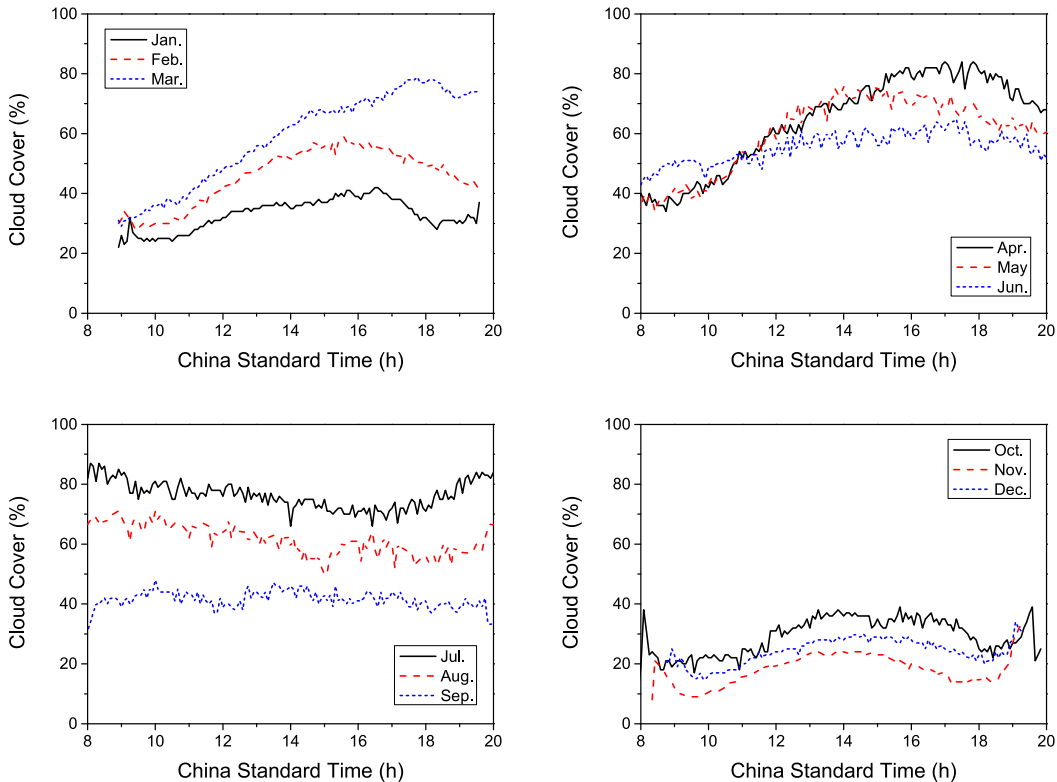 100
80
60
40
20
0
Cloud Cover (%)
Jan.
Feb.
Mar.
8 10 12 14 16 18 20
China Standard Time (h)
100
80
60
40
20
0
Cloud Cover (%)
Apr.
May
Jun.
8 10 12 14 16 18 20
China Standard Time (h)
100
80
60
40
20
0
Cloud Cover (%)
Jul.
Aug.
Sep.
8 10 12 14 16 18 20
China Standard Time (h)
100
80
60
40
20
0
Cloud Cover (%)
Oct.
Nov.
Dec.
8 10 12 14 16 18 20
China Standard Time (h)